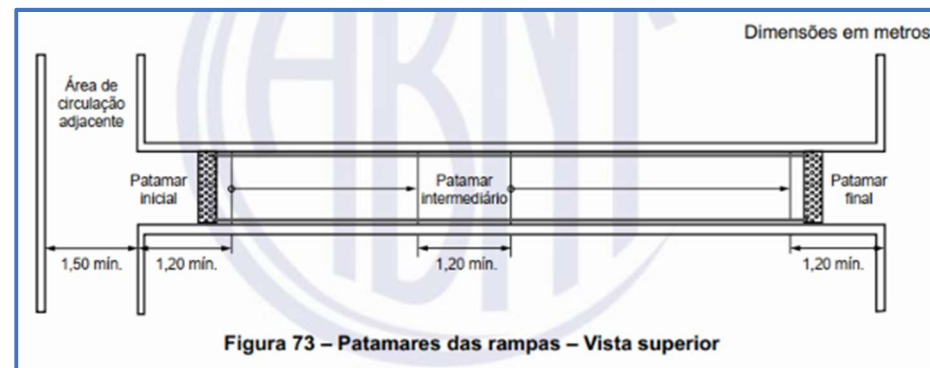 Dimensões em metros
Área de
circulação
adjacente
Patamar
inicial
Patamar
intermediário
Patamar
final
1,50 mín.
1,20 mín.
1,20 mín.
1,20 mín.
Figura 73 – Patamares das rampas – Vista superior
ABNT